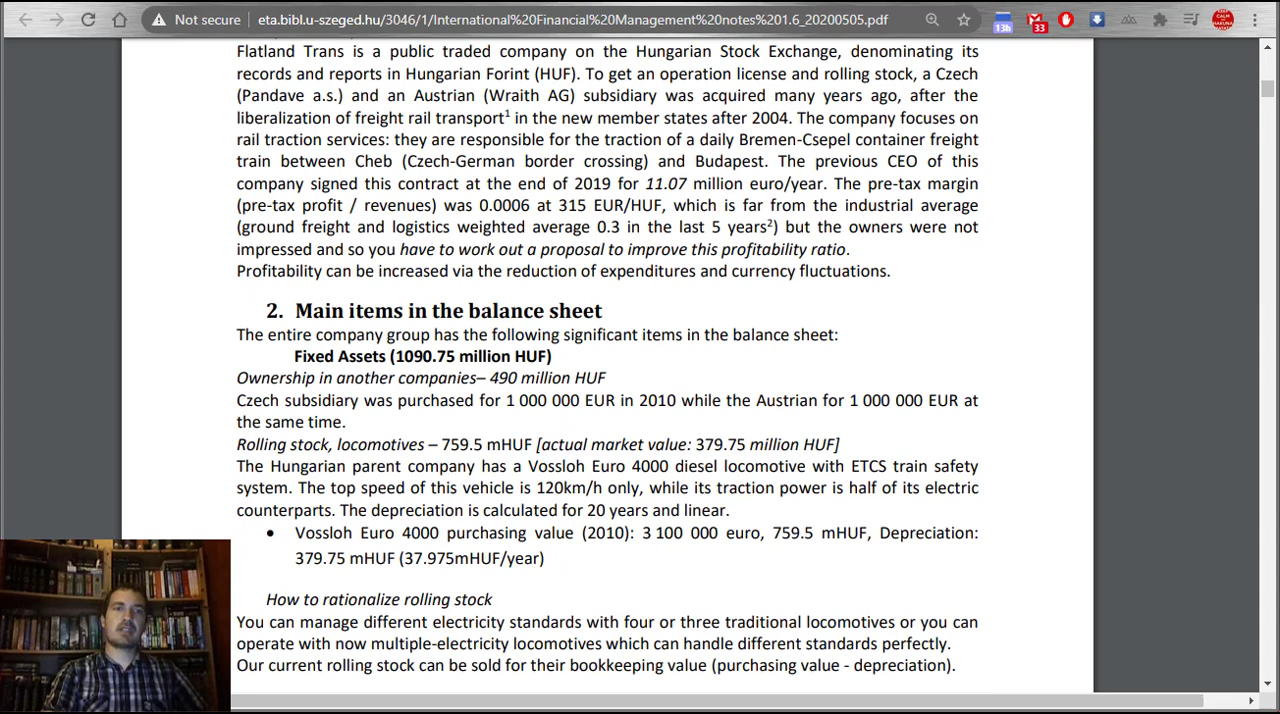 Not secure | eta.bibl.u-szeged.hu/3046/1/International%20Financial%20Management%20notes%201.6_20200505.pdf
13h
33
Flatland Trans is a public traded company on the Hungarian Stock Exchange, denominating its
records and reports in Hungarian Forint (HUF). To get an operation license and rolling stock, a Czech
(Pandave a.s.) and an Austrian (Wraith AG) subsidiary was acquired many years ago, after the
liberalization of freight rail transport1 in the new member states after 2004. The company focuses on
rail traction services: they are responsible for the traction of a daily Bremen-Csepel container freight
train between Cheb (Czech-German border crossing) and Budapest. The previous CEO of this
company signed this contract at the end of 2019 for 11.07 million euro/year. The pre-tax margin
(pre-tax profit / revenues) was 0.0006 at 315 EUR/HUF, which is far from the industrial average
(ground freight and logistics weighted average 0.3 in the last 5 years2) but the owners were not
impressed and so you have to work out a proposal to improve this profitability ratio.
Profitability can be increased via the reduction of expenditures and currency fluctuations.
2. Main items in the balance sheet
The entire company group has the following significant items in the balance sheet:
Fixed Assets (1090.75 million HUF)
Ownership in another companies– 490 million HUF
Czech subsidiary was purchased for 1 000 000 EUR in 2010 while the Austrian for 1 000 000 EUR at
the same time.
Rolling stock, locomotives – 759.5 mHUF [actual market value: 379.75 million HUF]
The Hungarian parent company has a Vossloh Euro 4000 diesel locomotive with ETCS train safety
system. The top speed of this vehicle is 120km/h only, while its traction power is half of its electric
counterparts. The depreciation is calculated for 20 years and linear.
• Vossloh Euro 4000 purchasing value (2010): 3 100 000 euro, 759.5 mHUF, Depreciation:
379.75 mHUF (37.975mHUF/year)
How to rationalize rolling stock
You can manage different electricity standards with four or three traditional locomotives or you can
operate with now multiple-electricity locomotives which can handle different standards perfectly.
Our current rolling stock can be sold for their bookkeeping value (purchasing value - depreciation).